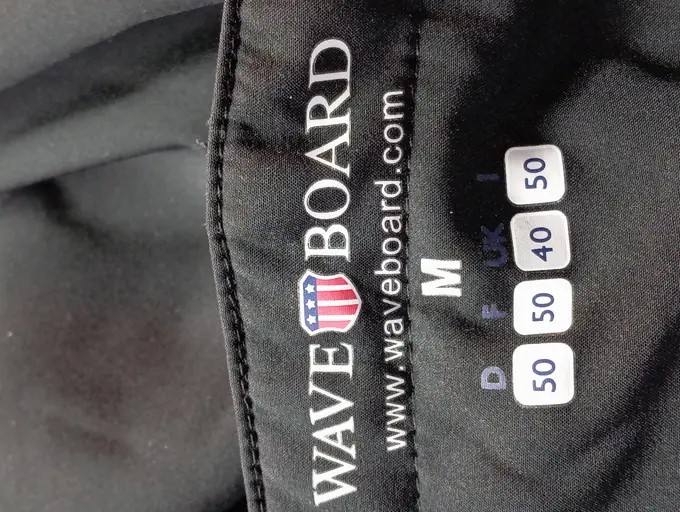 WAVE BOARD
www.waveboard.com
M
D F UK I
50 50 40 50